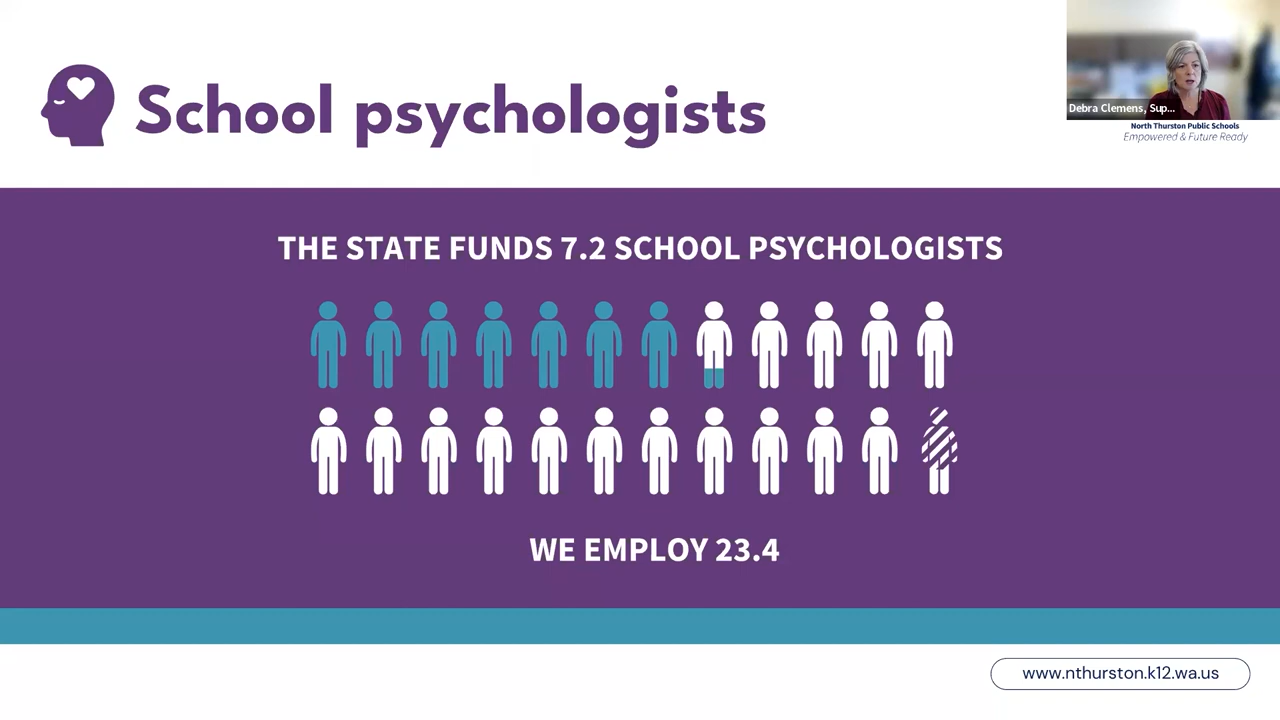 School psychologists
Debra Clemens, Sup...
North Thurston Public Schools
Empowered & Future Ready
THE STATE FUNDS 7.2 SCHOOL PSYCHOLOGISTS
WE EMPLOY 23.4
www.nthurston.k12.wa.us